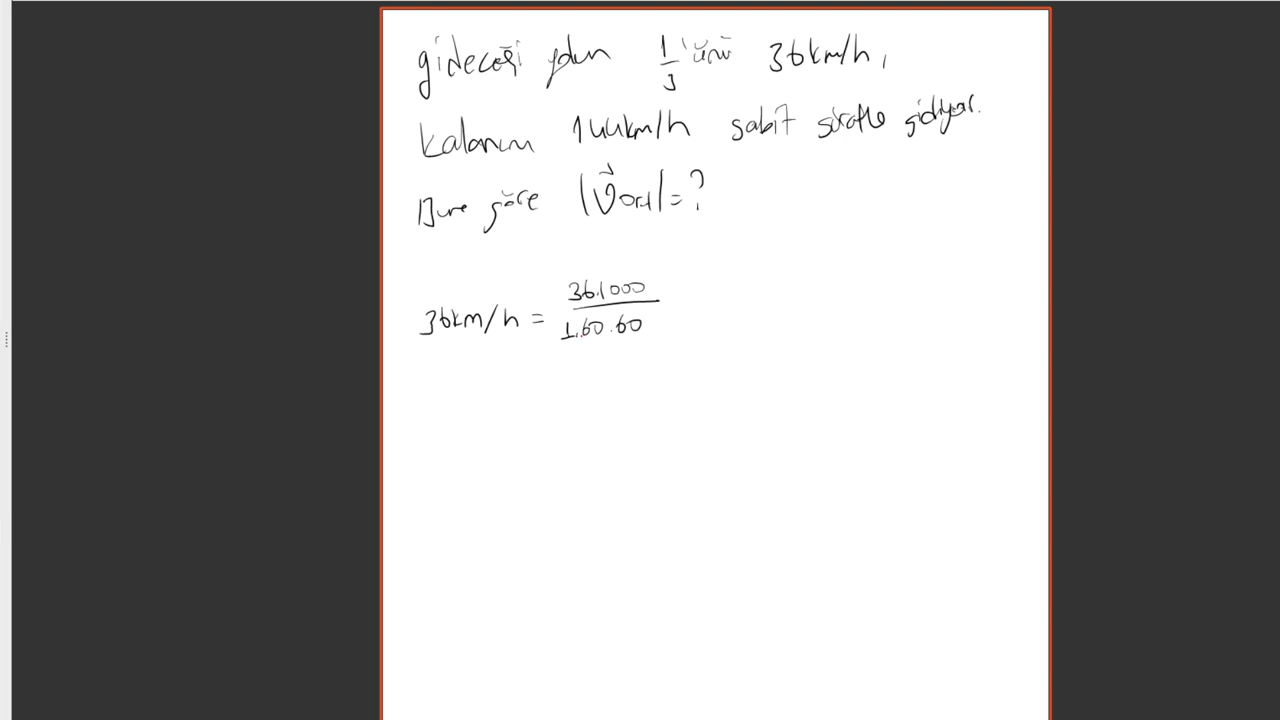 gideceği yolun 1/3'ünü 36km/h,
kalanını 144km/h sabit süratle gidiyor.
Buna göre |v⃗ort|=?
36km/h = 36.1000 / 1.60.60